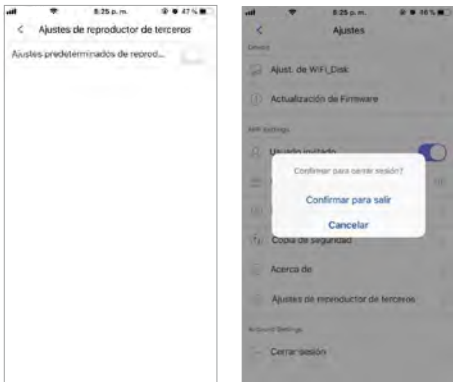 8:25 p. m.
47 %
Ajustes de reproductor de terceros
Ajustes predeterminados de reprod...
8:25 p. m.
46 %
Ajustes
Device
Ajust. de WiFi_Disk
Actualización de Firmware
APP Settings
Usuario invitado
Confirmar para cerrar sesión?
Confirmar para salir
Cancelar
Copia de seguridad
Acerca de
Ajustes de reproductor de terceros
Account Settings
Cerrar sesión